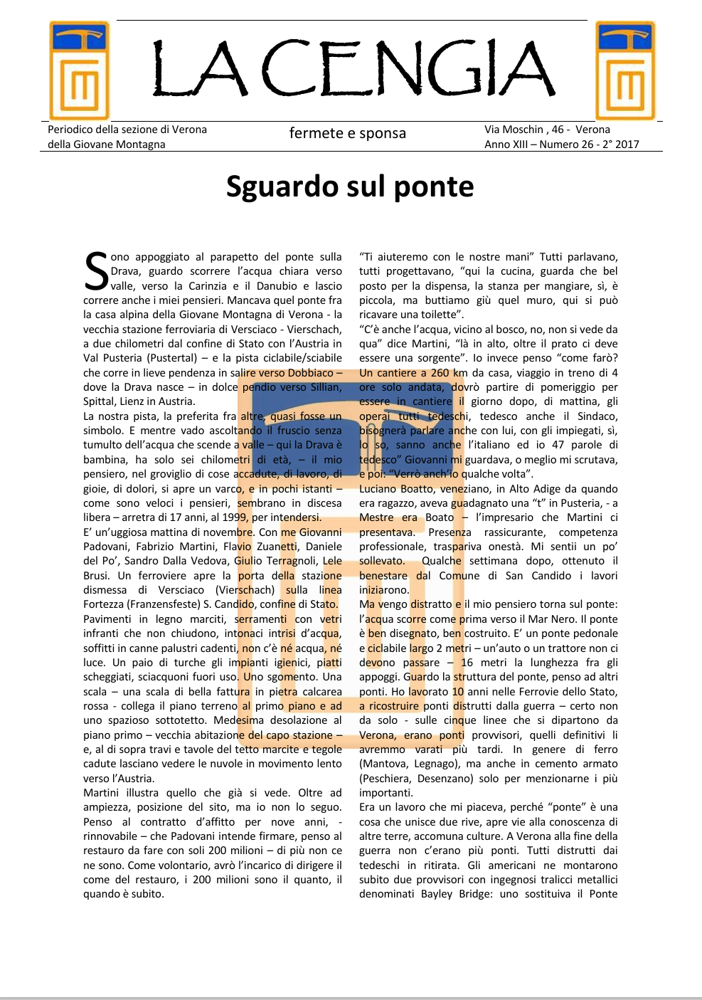 LA CENGIA
Periodico della sezione di Verona
della Giovane Montagna
fermete e sponsa
Via Moschin , 46 -  Verona
Anno XIII – Numero 26 - 2° 2017
Sguardo sul ponte
Sono appoggiato al parapetto del ponte sulla
Drava, guardo scorrere l’acqua chiara verso
valle, verso la Carinzia e il Danubio e lascio
correre anche i miei pensieri. Mancava quel ponte fra
la casa alpina della Giovane Montagna di Verona - la
vecchia stazione ferroviaria di Versciaco - Vierschach,
a due chilometri dal confine di Stato con l’Austria in
Val Pusteria (Pustertal) – e la pista ciclabile/sciabile
che corre in lieve pendenza in salire verso Dobbiaco –
dove la Drava nasce – in dolce pendio verso Sillian,
Spittal, Lienz in Austria.
La nostra pista, la preferita fra altre, quasi fosse un
simbolo. E mentre vado ascoltando il fruscio senza
tumulto dell’acqua che scende a valle – qui la Drava è
bambina, ha solo sei chilometri di età, – il mio
pensiero, nel groviglio di cose accadute, di lavoro, di
gioie, di dolori, si apre un varco, e in pochi istanti –
come sono veloci i pensieri, sembrano in discesa
libera – arretra di 17 anni, al 1999, per intendersi.
E’ un’uggiosa mattina di novembre. Con me Giovanni
Padovani, Fabrizio Martini, Flavio Zuanetti, Daniele
del Po’, Sandro Dalla Vedova, Giulio Terragnoli, Lele
Brusi. Un ferroviere apre la porta della stazione
dismessa di Versciaco (Vierschach) sulla linea
Fortezza (Franzensfeste) S. Candido, confine di Stato.
Pavimenti in legno marciti, serramenti con vetri
infranti che non chiudono, intonaci intrisi d’acqua,
soffitti in canne palustri cadenti, non c’è né acqua, né
luce. Un paio di turche gli impianti igienici, piatti
scheggiati, sciacquoni fuori uso. Uno sgomento. Una
scala – una scala di bella fattura in pietra calcarea
rossa - collega il piano terreno al primo piano e ad
uno spazioso sottotetto. Medesima desolazione al
piano primo – vecchia abitazione del capo stazione –
e, al di sopra travi e tavole del tetto marcite e tegole
cadute lasciano vedere le nuvole in movimento lento
verso l’Austria.
Martini illustra quello che già si vede. Oltre ad
ampiezza, posizione del sito, ma io non lo seguo.
Penso al contratto d’affitto per nove anni, -
rinnovabile – che Padovani intende firmare, penso al
restauro da fare con soli 200 milioni – di più non ce
ne sono. Come volontario, avrò l’incarico di dirigere il
come del restauro, i 200 milioni sono il quanto, il
quando è subito.
“Ti aiuteremo con le nostre mani” Tutti parlavano,
tutti progettavano, “qui la cucina, guarda che bel
posto per la dispensa, la stanza per mangiare, sì, è
piccola, ma buttiamo giù quel muro, qui si può
ricavare una toilette”.
“C’è anche l’acqua, vicino al bosco, no, non si vede da
qua” dice Martini, “là in alto, oltre il prato ci deve
essere una sorgente”. Io invece penso “come farò?
Un cantiere a 260 km da casa, viaggio in treno di 4
ore solo andata, dovrò partire di pomeriggio per
essere in cantiere il giorno dopo, di mattina, gli
operai tutti tedeschi, tedesco anche il Sindaco,
bisognerà parlare anche con lui, con gli impiegati, sì,
lo so, sanno anche l’italiano ed io 47 parole di
tedesco” Giovanni mi guardava, o meglio mi scrutava,
e poi: “Verrò anch’io qualche volta”.
Luciano Boatto, veneziano, in Alto Adige da quando
era ragazzo, aveva guadagnato una “t” in Pusteria, - a
Mestre era Boato – l’impresario che Martini ci
presentava. Presenza rassicurante, competenza
professionale, traspariva onestà. Mi sentii un po’
sollevato.  Qualche settimana dopo, ottenuto il
benestare dal Comune di San Candido i lavori
iniziarono.
Ma vengo distratto e il mio pensiero torna sul ponte:
l’acqua scorre come prima verso il Mar Nero. Il ponte
è ben disegnato, ben costruito. E’ un ponte pedonale
e ciclabile largo 2 metri – un’auto o un trattore non ci
devono passare – 16 metri la lunghezza fra gli
appoggi. Guardo la struttura del ponte, penso ad altri
ponti. Ho lavorato 10 anni nelle Ferrovie dello Stato,
a ricostruire ponti distrutti dalla guerra – certo non
da solo - sulle cinque linee che si dipartono da
Verona, erano ponti provvisori, quelli definitivi li
avremmo varati più tardi. In genere di ferro
(Mantova, Legnago), ma anche in cemento armato
(Peschiera, Desenzano) solo per menzionarne i più
importanti.
Era un lavoro che mi piaceva, perché “ponte” è una
cosa che unisce due rive, apre vie alla conoscenza di
altre terre, accomuna culture. A Verona alla fine della
guerra non c’erano più ponti. Tutti distrutti dai
tedeschi in ritirata. Gli americani ne montarono
subito due provvisori con ingegnosi tralicci metallici
denominati Bayley Bridge: uno sostituiva il Ponte